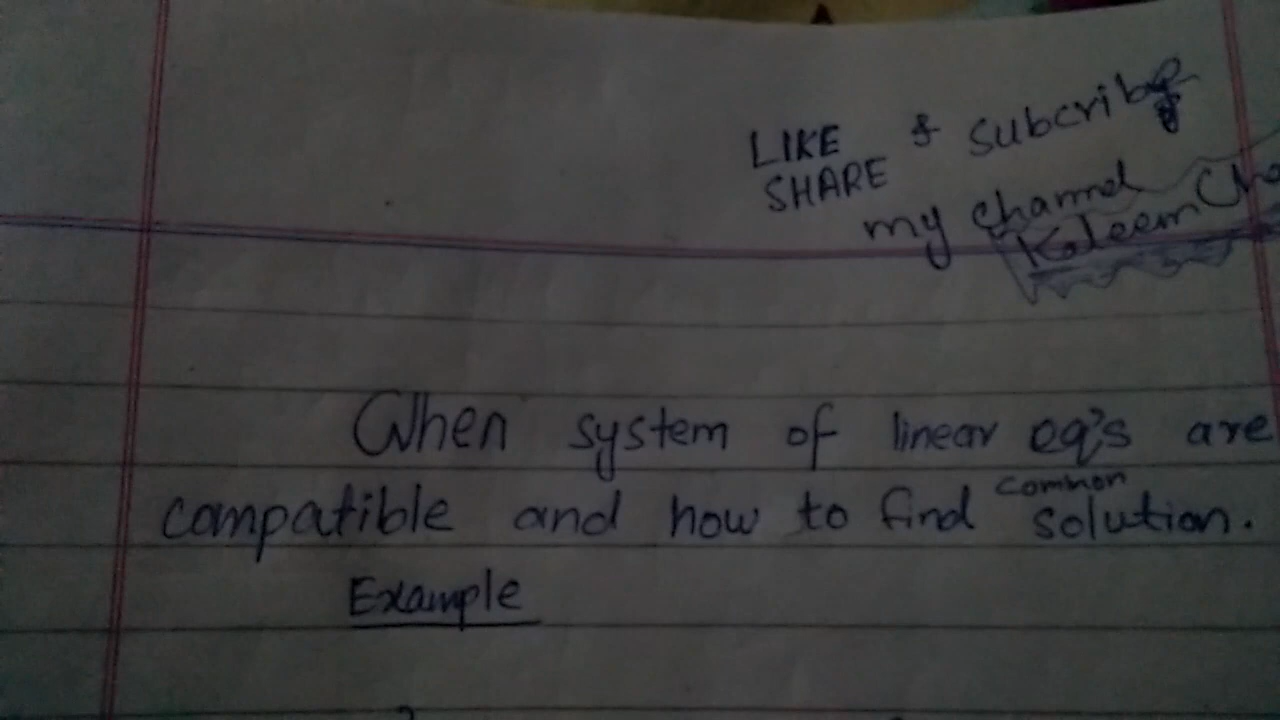 LIKE & subcribe
SHARE
my channel
Kaleem
When system of linear eq's are
compatible and how to find common solution.
Example